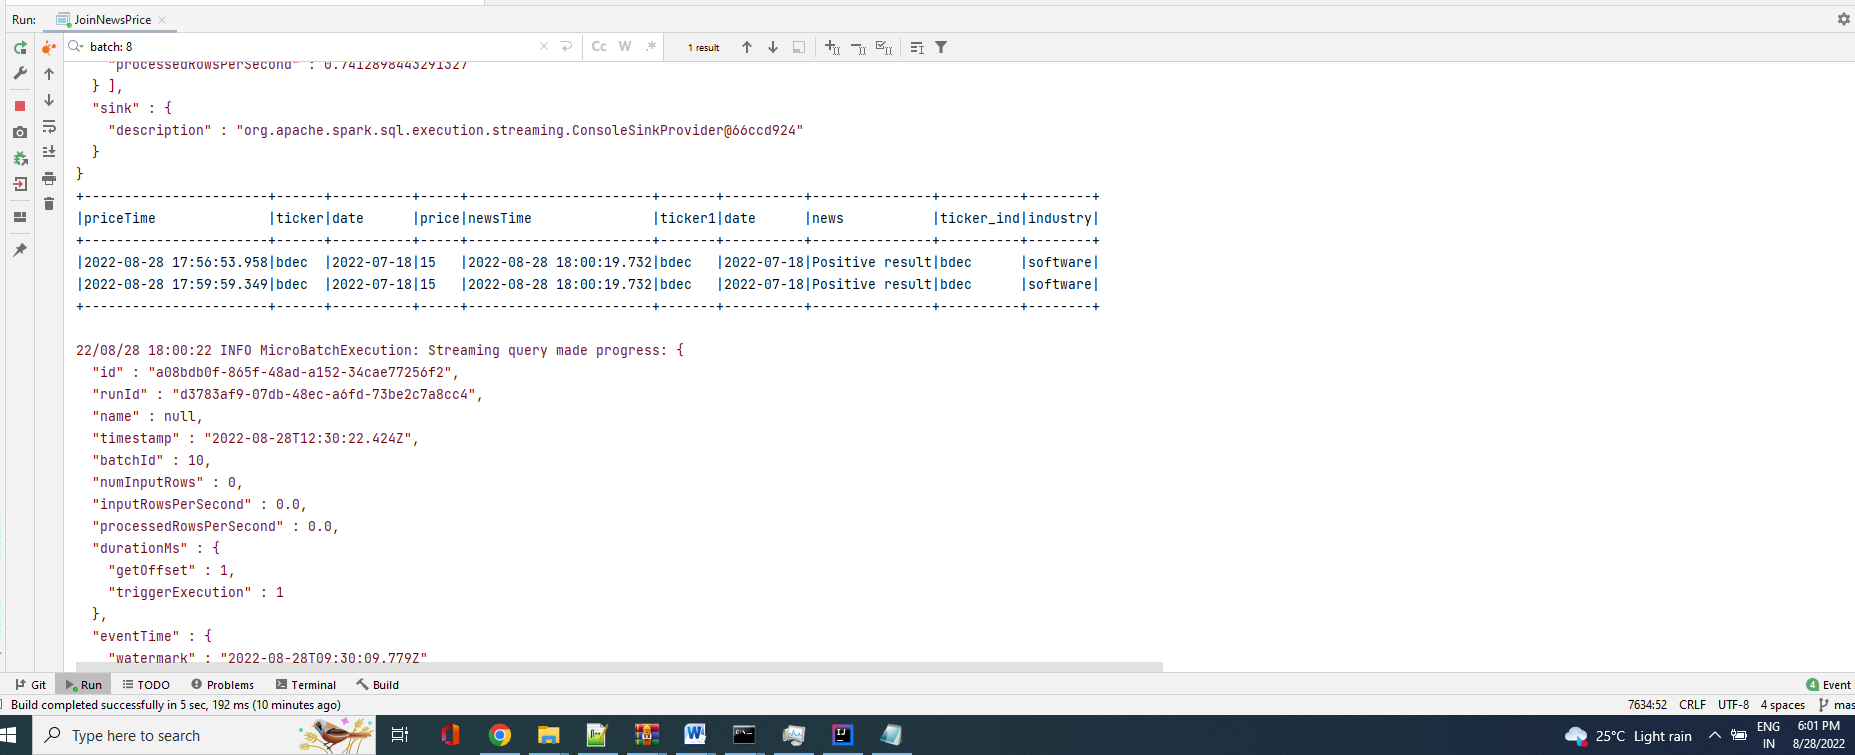 Run: JoinNewsPrice
batch: 8 Cc W .* 1 result
"processedRowsPerSecond" : 0.7412898443291327
} ],
"sink" : {
"description" : "org.apache.spark.sql.execution.streaming.ConsoleSinkProvider@66ccd924"
}
}
+-----------------------+------+----------+-----+-----------------------+-------+----------+---------------+----------+--------+
|priceTime |ticker|date |price|newsTime |ticker1|date |news |ticker_ind|industry|
+-----------------------+------+----------+-----+-----------------------+-------+----------+---------------+----------+--------+
|2022-08-28 17:56:53.958|bdec |2022-07-18|15 |2022-08-28 18:00:19.732|bdec |2022-07-18|Positive result|bdec |software|
|2022-08-28 17:59:59.349|bdec |2022-07-18|15 |2022-08-28 18:00:19.732|bdec |2022-07-18|Positive result|bdec |software|
+-----------------------+------+----------+-----+-----------------------+-------+----------+---------------+----------+--------+
22/08/28 18:00:22 INFO MicroBatchExecution: Streaming query made progress: {
"id" : "a08bdb0f-865f-48ad-a152-34cae77256f2",
"runId" : "d3783af9-07db-48ec-a6fd-73be2c7a8cc4",
"name" : null,
"timestamp" : "2022-08-28T12:30:22.424Z",
"batchId" : 10,
"numInputRows" : 0,
"inputRowsPerSecond" : 0.0,
"processedRowsPerSecond" : 0.0,
"durationMs" : {
"getOffset" : 1,
"triggerExecution" : 1
},
"eventTime" : {
"watermark" : "2022-08-28T09:30:09.779Z"
Git Run TODO Problems Terminal Build 4 Event
Build completed successfully in 5 sec, 192 ms (10 minutes ago) 7634:52 CRLF UTF-8 4 spaces mas
Type here to search 25°C Light rain ENG IN 6:01 PM 8/28/2022